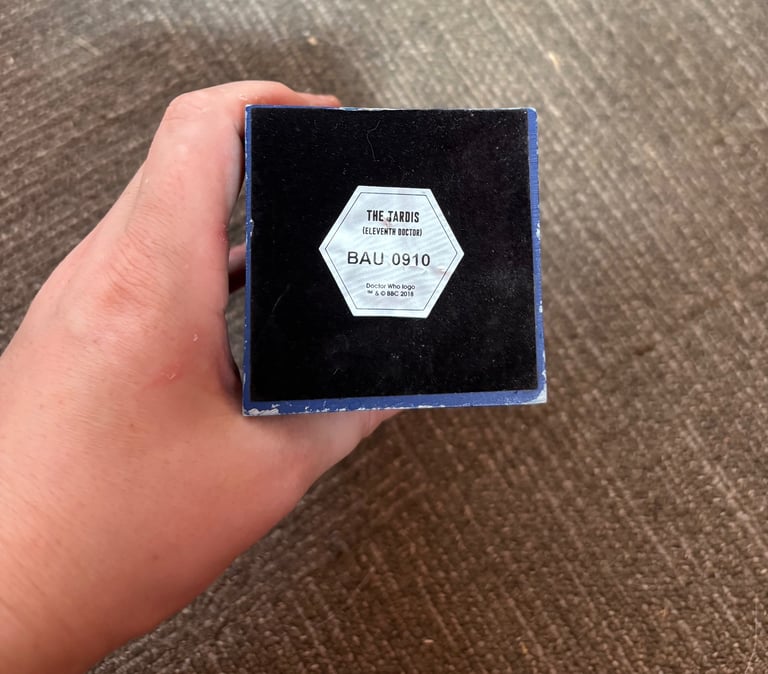 THE TARDIS
(ELEVENTH DOCTOR)
BAU 0910
Doctor Who logo
™ & © BBC 2018